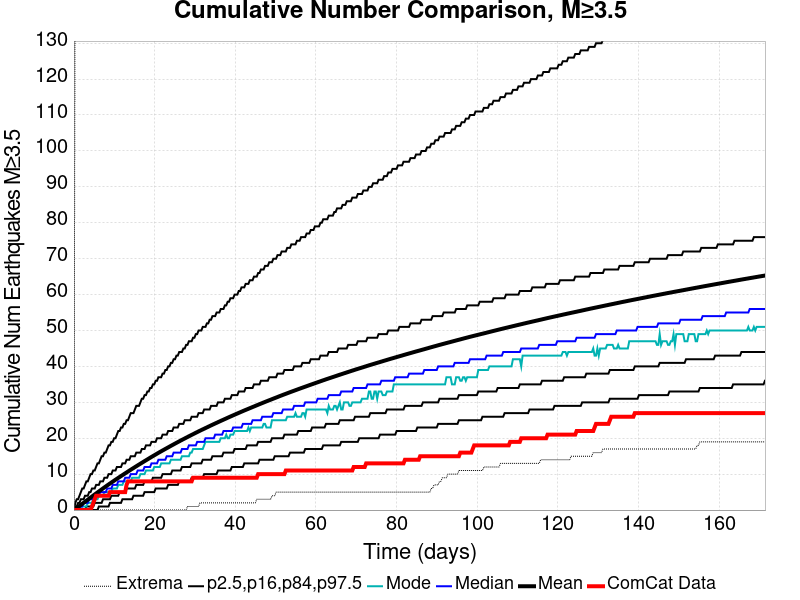 Cumulative Number Comparison, M≥3.5
Cumulative Num Earthquakes M≥3.5
130
120
110
100
90
80
70
60
50
40
30
20
10
0
0 20 40 60 80 100 120 140 160
Time (days)
Extrema p2.5,p16,p84,p97.5 Mode Median Mean ComCat Data